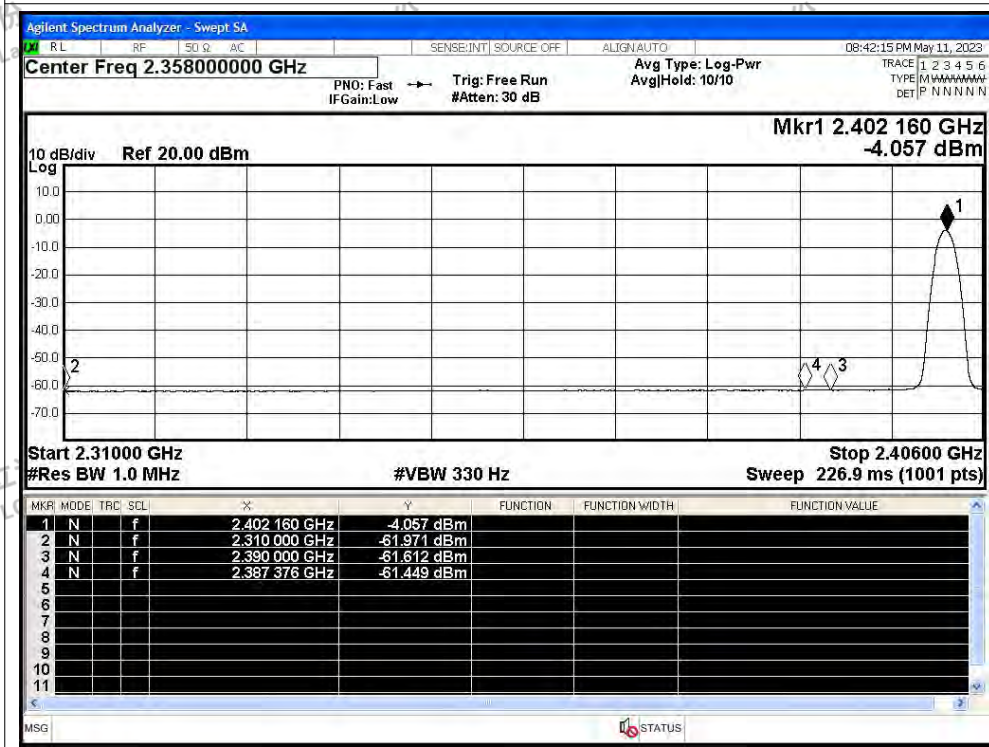 Agilent Spectrum Analyzer - Swept SA
RL RF 50 Ω AC SENSE:INT SOURCE OFF ALIGN AUTO 08:42:15 PM May 11, 2023
Center Freq 2.358000000 GHz
PNO: Fast
IFGain:Low
Trig: Free Run
#Atten: 30 dB
Avg Type: Log-Pwr
Avg|Hold: 10/10
TRACE 1 2 3 4 5 6
TYPE M
DET P N N N N N
Mkr1 2.402 160 GHz
-4.057 dBm
10 dB/div Ref 20.00 dBm
Log
10.0
0.00
-10.0
-20.0
-30.0
-40.0
-50.0
-60.0
-70.0
1
2
4 3
Start 2.31000 GHz Stop 2.40600 GHz
#Res BW 1.0 MHz #VBW 330 Hz Sweep 226.9 ms (1001 pts)
MKR MODE TRC SCL X Y FUNCTION FUNCTION WIDTH FUNCTION VALUE
1 N f 2.402 160 GHz -4.057 dBm
2 N f 2.310 000 GHz -61.971 dBm
3 N f 2.390 000 GHz -61.612 dBm
4 N f 2.387 376 GHz -61.449 dBm
5
6
7
8
9
10
11
MSG STATUS